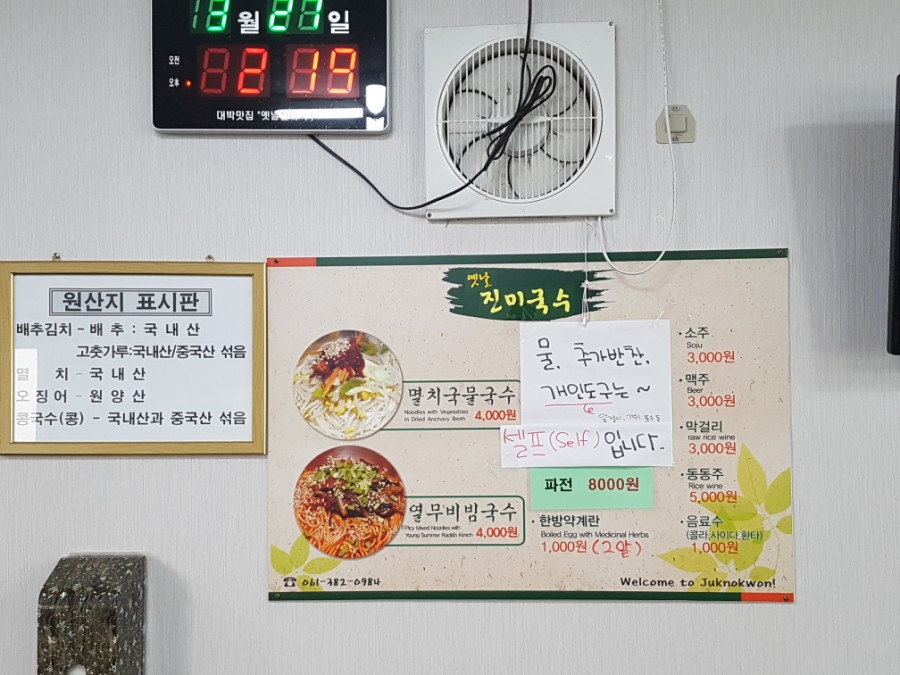 3월 27일
오전
오후 2 13
대박맛집 "옛날
원산지 표시판
배추김치 - 배 추 : 국 내 산
고춧가루:국내산/중국산 섞음
멸 치 - 국 내 산
오 징 어 - 원 양 산
콩국수(콩) - 국내산과 중국산 섞음
옛날
진미국수
멸치국물국수
Noodles with Vegetables
in Dried Anchovy Broth
4,000원
열무비빔국수
Young Summer Radish Kimch
4,000원
물, 추가반찬,
개인도구는 ~
셀프(Self) 입니다.
파전 8000원
· 한방약계란
Boiled Egg with Medicinal Herbs
1,000원 (2알)
· 소주
Soju
3,000원
· 맥주
Beer
3,000원
· 막걸리
raw rice wine
3,000원
· 동동주
Rice wine
5,000원
· 음료수
(콜라,사이다,환타)
1,000원
☎ 061-382-0984
Welcome to Juknokwon!